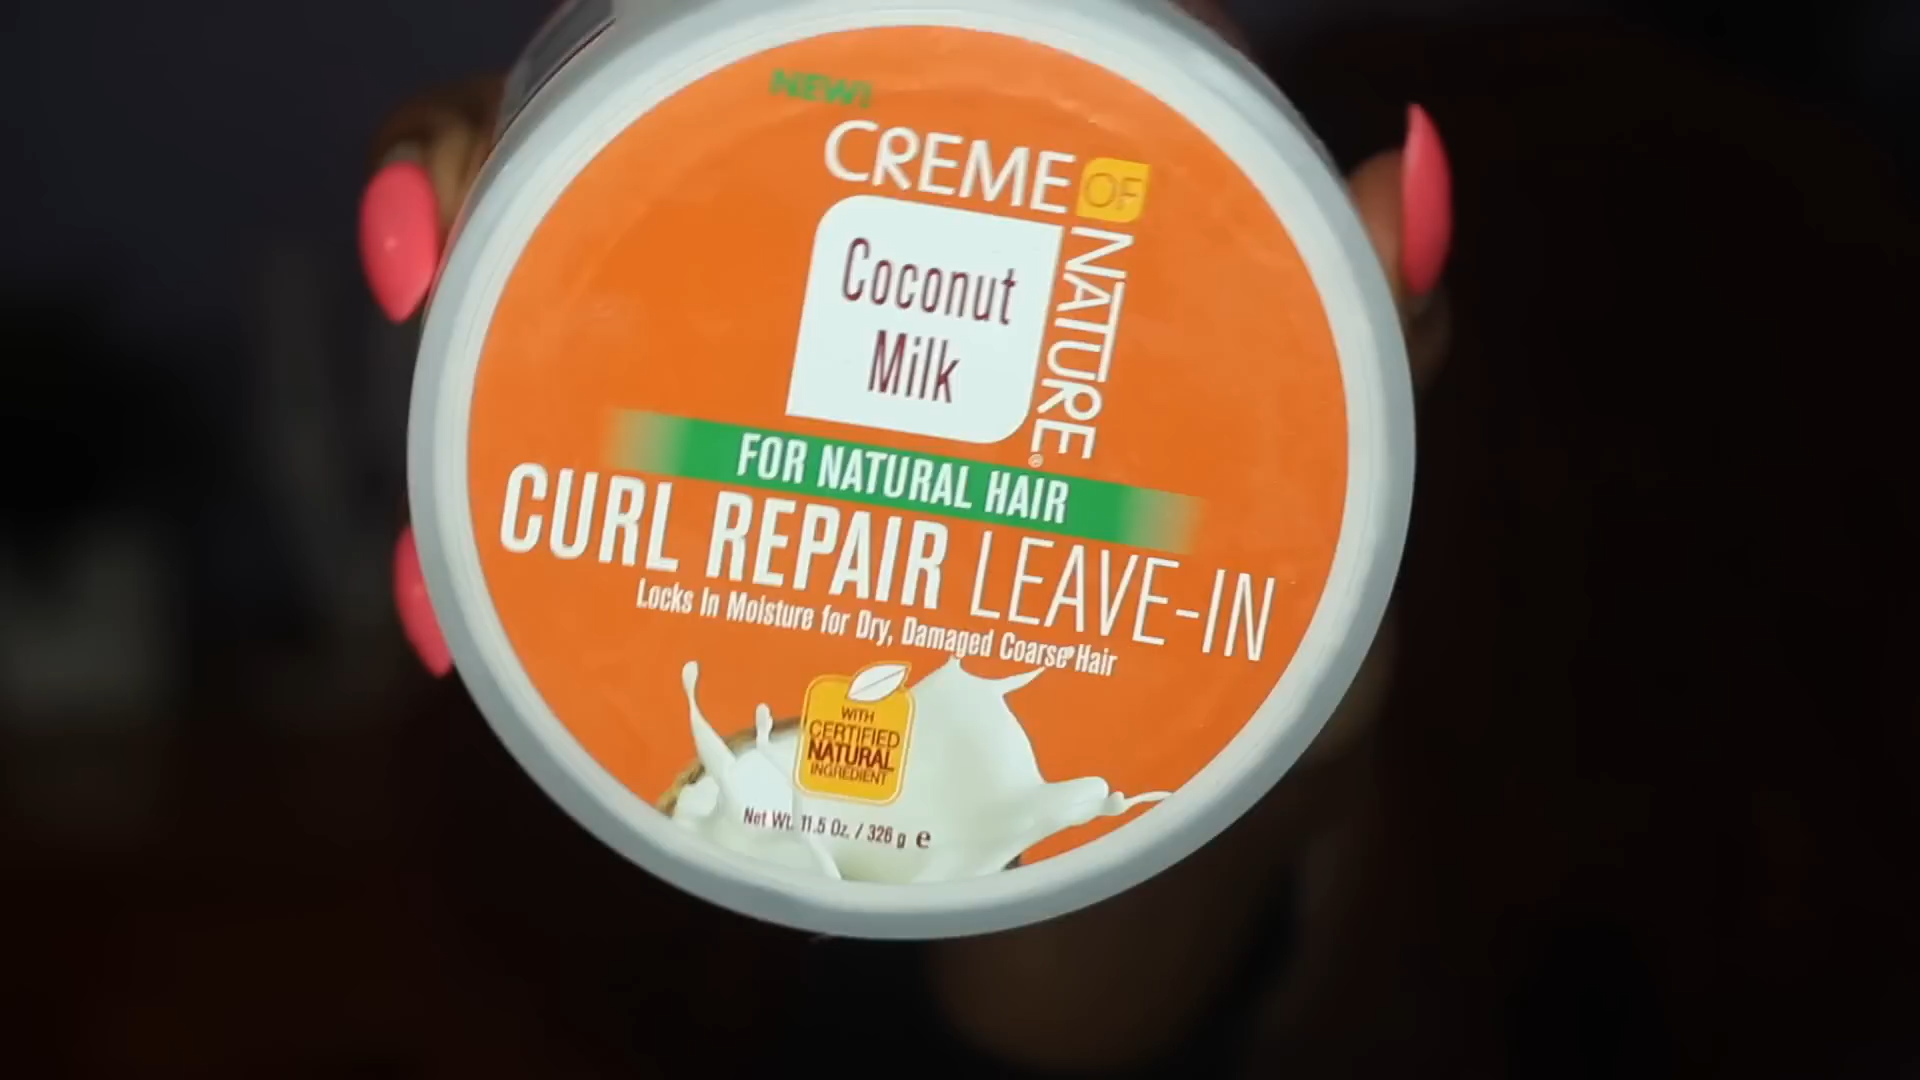 NEW!
CREME OF
NATURE®
Coconut
Milk
FOR NATURAL HAIR
CURL REPAIR LEAVE-IN
Locks In Moisture for Dry, Damaged Coarse Hair
WITH
CERTIFIED
NATURAL
INGREDIENT
Net Wt. 11.5 Oz. / 326 g e